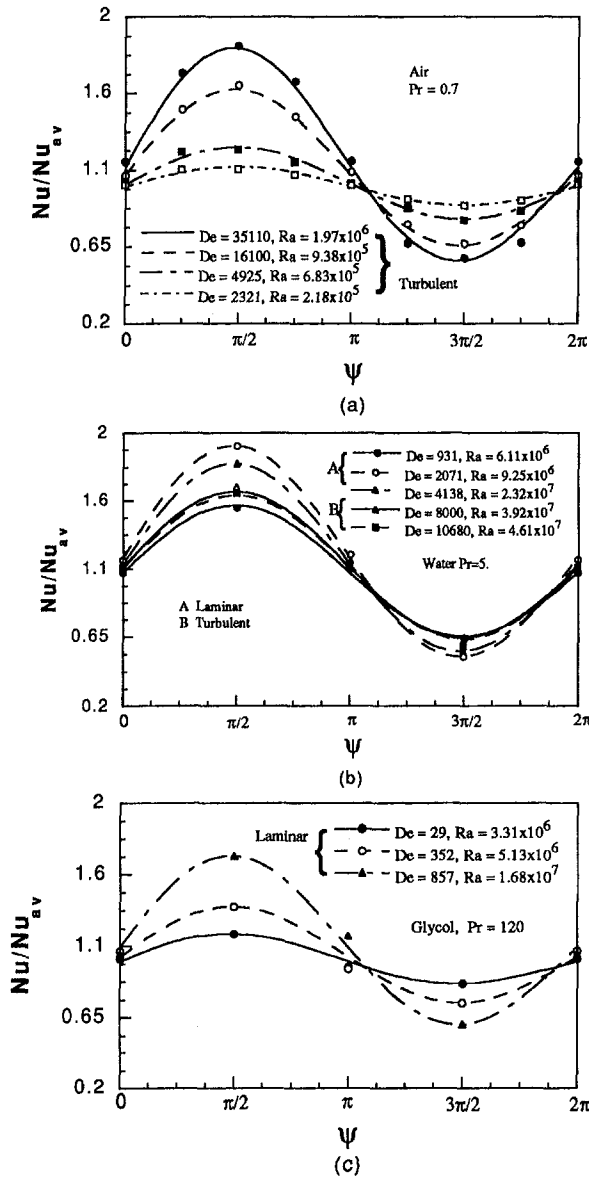 2
1.6
1.1
0.65
0.2
Nu/Nu_av
Air
Pr = 0.7
De = 35110, Ra = 1.97x10^6
De = 16100, Ra = 9.38x10^5
De = 4925, Ra = 6.83x10^5
De = 2321, Ra = 2.18x10^5
Turbulent
0 π/2 π 3π/2 2π
Ψ
(a)
2
1.6
1.1
0.65
0.2
Nu/Nu_av
A
De = 931, Ra = 6.11x10^6
De = 2071, Ra = 9.25x10^6
De = 4138, Ra = 2.32x10^7
B
De = 8000, Ra = 3.92x10^7
De = 10680, Ra = 4.61x10^7
Water Pr=5.
A Laminar
B Turbulent
0 π/2 π 3π/2 2π
Ψ
(b)
2
1.6
1.1
0.65
0.2
Nu/Nu_av
Laminar
De = 29, Ra = 3.31x10^6
De = 352, Ra = 5.13x10^6
De = 857, Ra = 1.68x10^7
Glycol, Pr = 120
0 π/2 π 3π/2 2π
Ψ
(c)